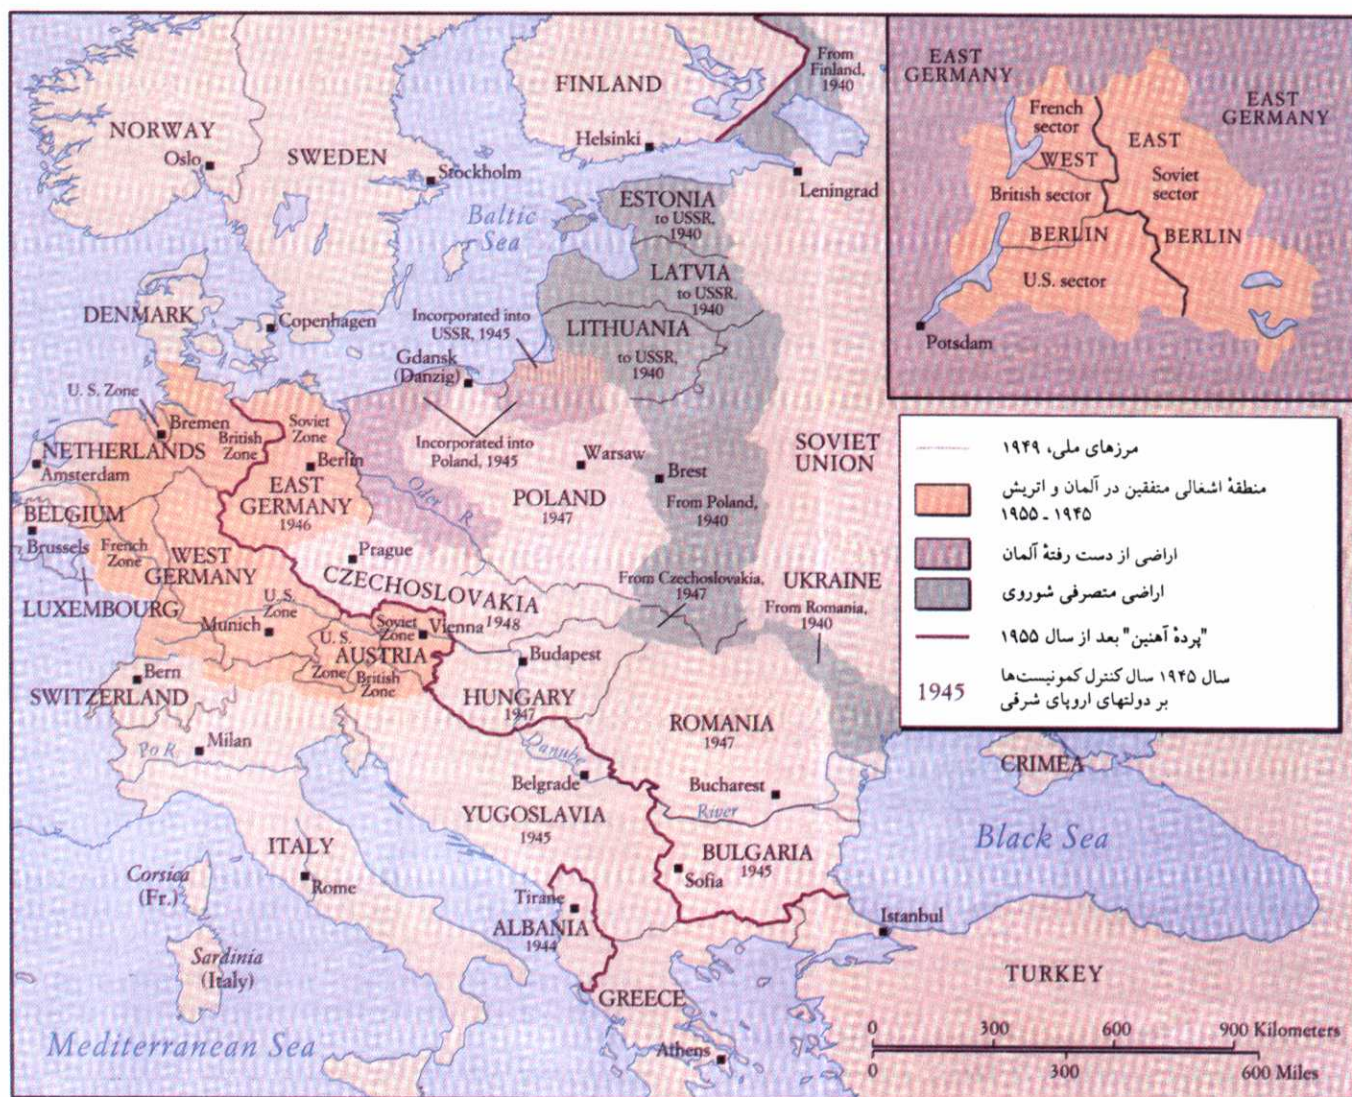 NORWAY
Oslo
SWEDEN
Stockholm
FINLAND
Helsinki
From
Finland,
1940
Leningrad
Baltic
Sea
ESTONIA
to USSR,
1940
LATVIA
to USSR,
1940
LITHUANIA
to USSR,
1940
DENMARK
Copenhagen
Incorporated into
USSR, 1945
Gdansk
(Danzig)
Incorporated into
Poland, 1945
U. S. Zone
Bremen
British
Zone
Soviet
Zone
NETHERLANDS
Amsterdam
Berlin
EAST
GERMANY
1946
Oder R.
Warsaw
POLAND
1947
Brest
From Poland,
1940
SOVIET
UNION
BELGIUM
Brussels
French
Zone
WEST
GERMANY
LUXEMBOURG
Prague
CZECHOSLOVAKIA
1948
From Czechoslovakia,
1947
UKRAINE
From Romania,
1940
U.S.
Zone
Munich
Soviet
Zone
Vienna
U. S.
Zone
AUSTRIA
British
Zone
Bern
SWITZERLAND
Budapest
HUNGARY
1947
ROMANIA
1947
Po R.
Milan
Danube
Belgrade
Bucharest
River
YUGOSLAVIA
1945
BULGARIA
1945
Sofia
CRIMEA
Black Sea
ITALY
Rome
Corsica
(Fr.)
Sardinia
(Italy)
Tirane
ALBANIA
1944
GREECE
Athens
Istanbul
TURKEY
Mediterranean Sea
0 300 600 900 Kilometers
0 300 600 Miles
EAST
GERMANY
EAST
GERMANY
French
sector
WEST
British sector
BERLIN
U.S. sector
EAST
Soviet
sector
BERLIN
Potsdam
مرزهای ملی، ۱۹۴۹
منطقهٔ اشغالی متفقین در آلمان و اتریش
۱۹۴۵ ـ ۱۹۵۵
اراضی از دست رفتهٔ آلمان
اراضی متصرفی شوروی
"پردهٔ آهنین" بعد از سال ۱۹۵۵
1945
سال ۱۹۴۵ سال کنترل کمونیست‌ها
بر دولتهای اروپای شرقی